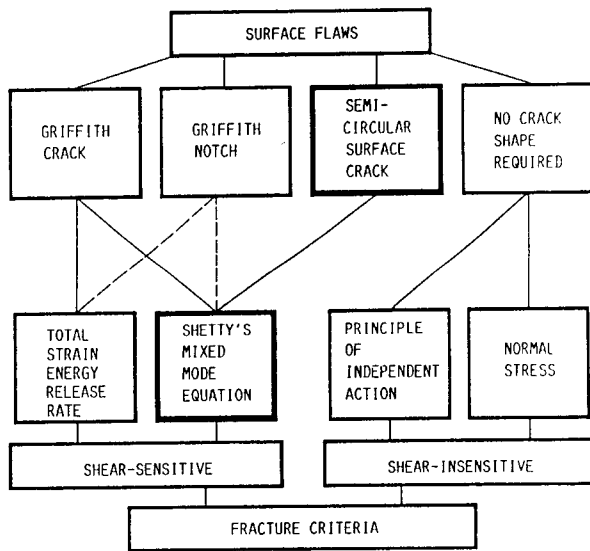 SURFACE FLAWS
GRIFFITH
CRACK
GRIFFITH
NOTCH
SEMI-
CIRCULAR
SURFACE
CRACK
NO CRACK
SHAPE
REQUIRED
TOTAL
STRAIN
ENERGY
RELEASE
RATE
SHETTY'S
MIXED
MODE
EQUATION
PRINCIPLE
OF
INDEPENDENT
ACTION
NORMAL
STRESS
SHEAR-SENSITIVE
SHEAR-INSENSITIVE
FRACTURE CRITERIA